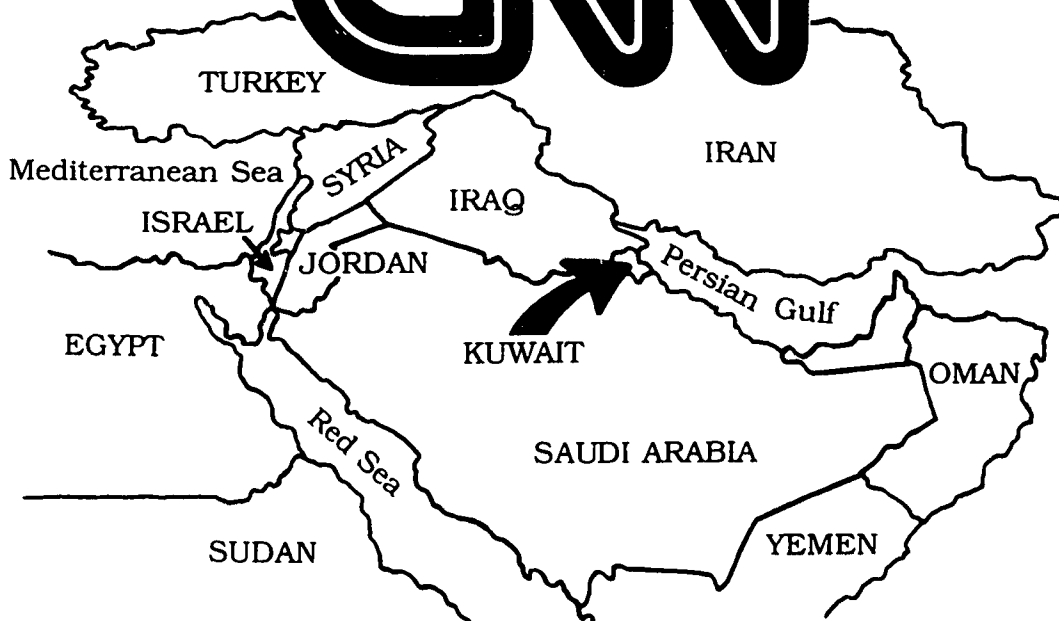 CNN
TURKEY
IRAN
SYRIA
Mediterranean Sea
IRAQ
ISRAEL
JORDAN
Persian Gulf
EGYPT
KUWAIT
OMAN
Red Sea
SAUDI ARABIA
SUDAN
YEMEN